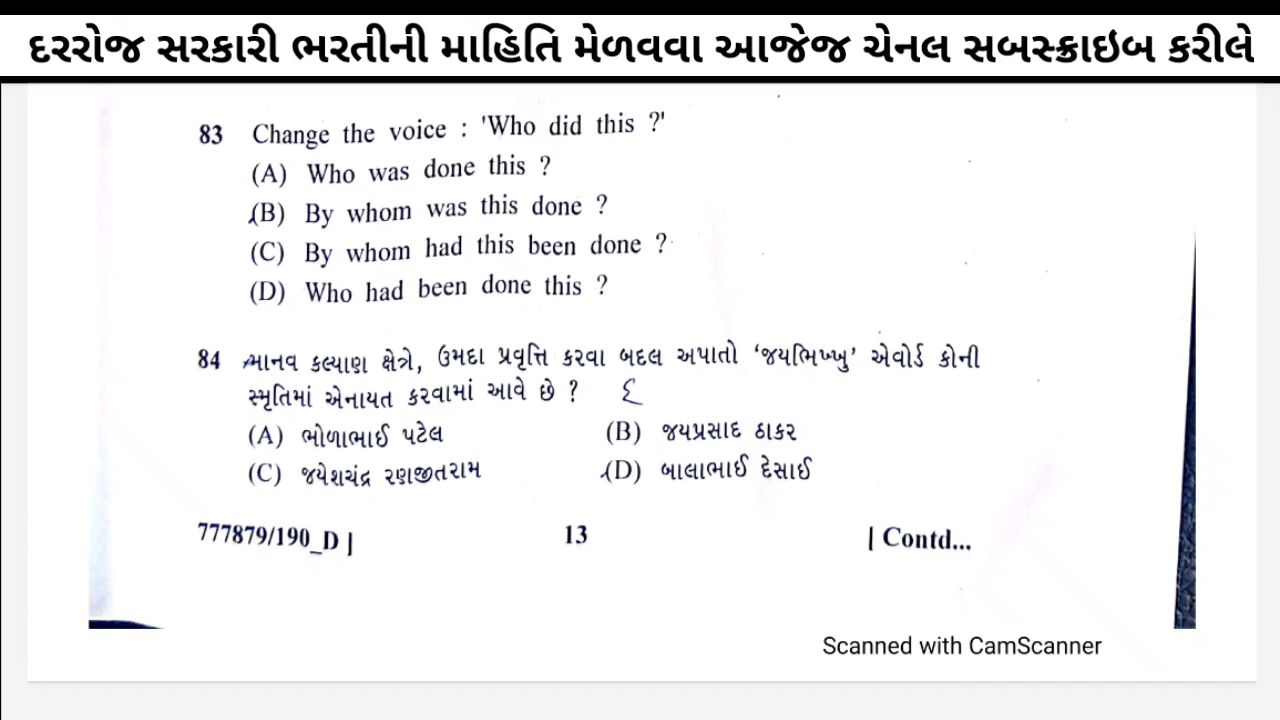 દરરોજ સરકારી ભરતીની માહિતિ મેળવવા આજેજ ચેનલ સબસ્ક્રાઇબ કરીલે
83 Change the voice : 'Who did this ?'
(A) Who was done this ?
(B) By whom was this done ?
(C) By whom had this been done ?
(D) Who had been done this ?
84 માનવ કલ્યાણ ક્ષેત્રે, ઉમદા પ્રવૃત્તિ કરવા બદલ અપાતો ‘જયભિખ્ખુ’ એવોર્ડ કોની
સ્મૃતિમાં એનાયત કરવામાં આવે છે ?
(A) ભોળાભાઈ પટેલ (B) જયપ્રસાદ ઠાકર
(C) જયેશચંદ્ર રણજીતરામ (D) બાલાભાઈ દેસાઈ
777879/190_D ] 13 [ Contd...
Scanned with CamScanner